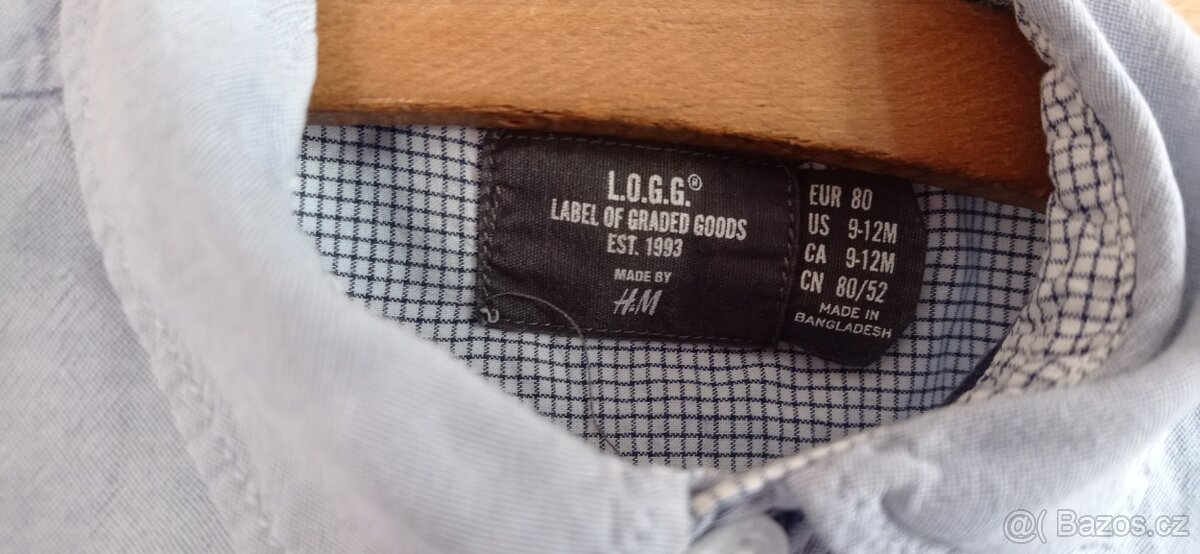 L.O.G.G.®
LABEL OF GRADED GOODS
EST. 1993
MADE BY
H&M
EUR 80
US 9-12M
CA 9-12M
CN 80/52
MADE IN
BANGLADESH
@( Bazos.cz